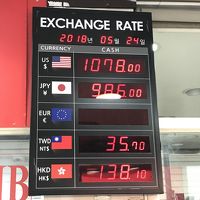 EXCHANGE RATE
2018년 05월 24일
CURRENCY CASH
US $ 1078.00
JPY ¥ 986.00
EUR €
TWD NT$ 35.70
HKD HK$ 138.10